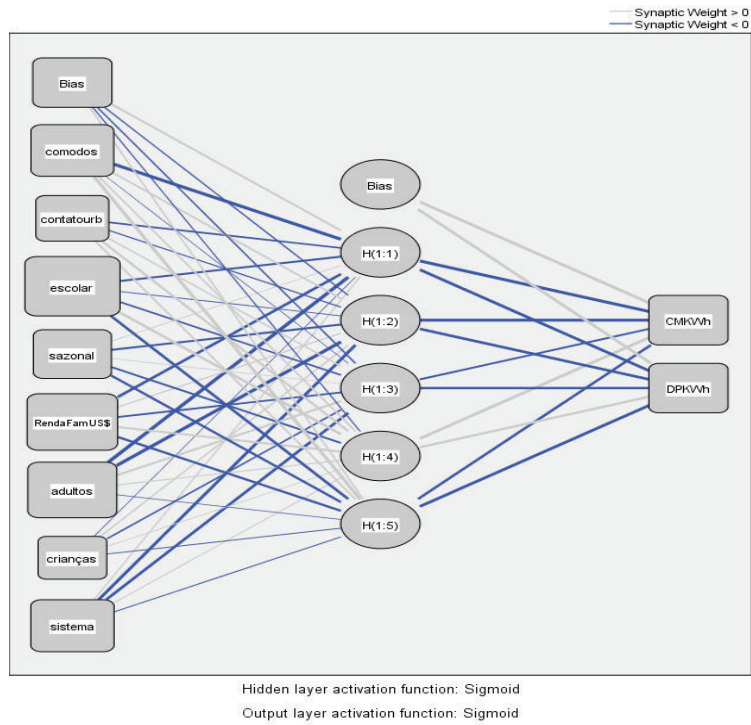 Synaptic Weight > 0
Synaptic Weight < 0
Bias
comodos
contatourb
escolar
sazonal
RendaFamUS$
adultos
crianças
sistema
Bias
H(1:1)
H(1:2)
H(1:3)
H(1:4)
H(1:5)
CMKWh
DPKWh
Hidden layer activation function: Sigmoid
Output layer activation function: Sigmoid